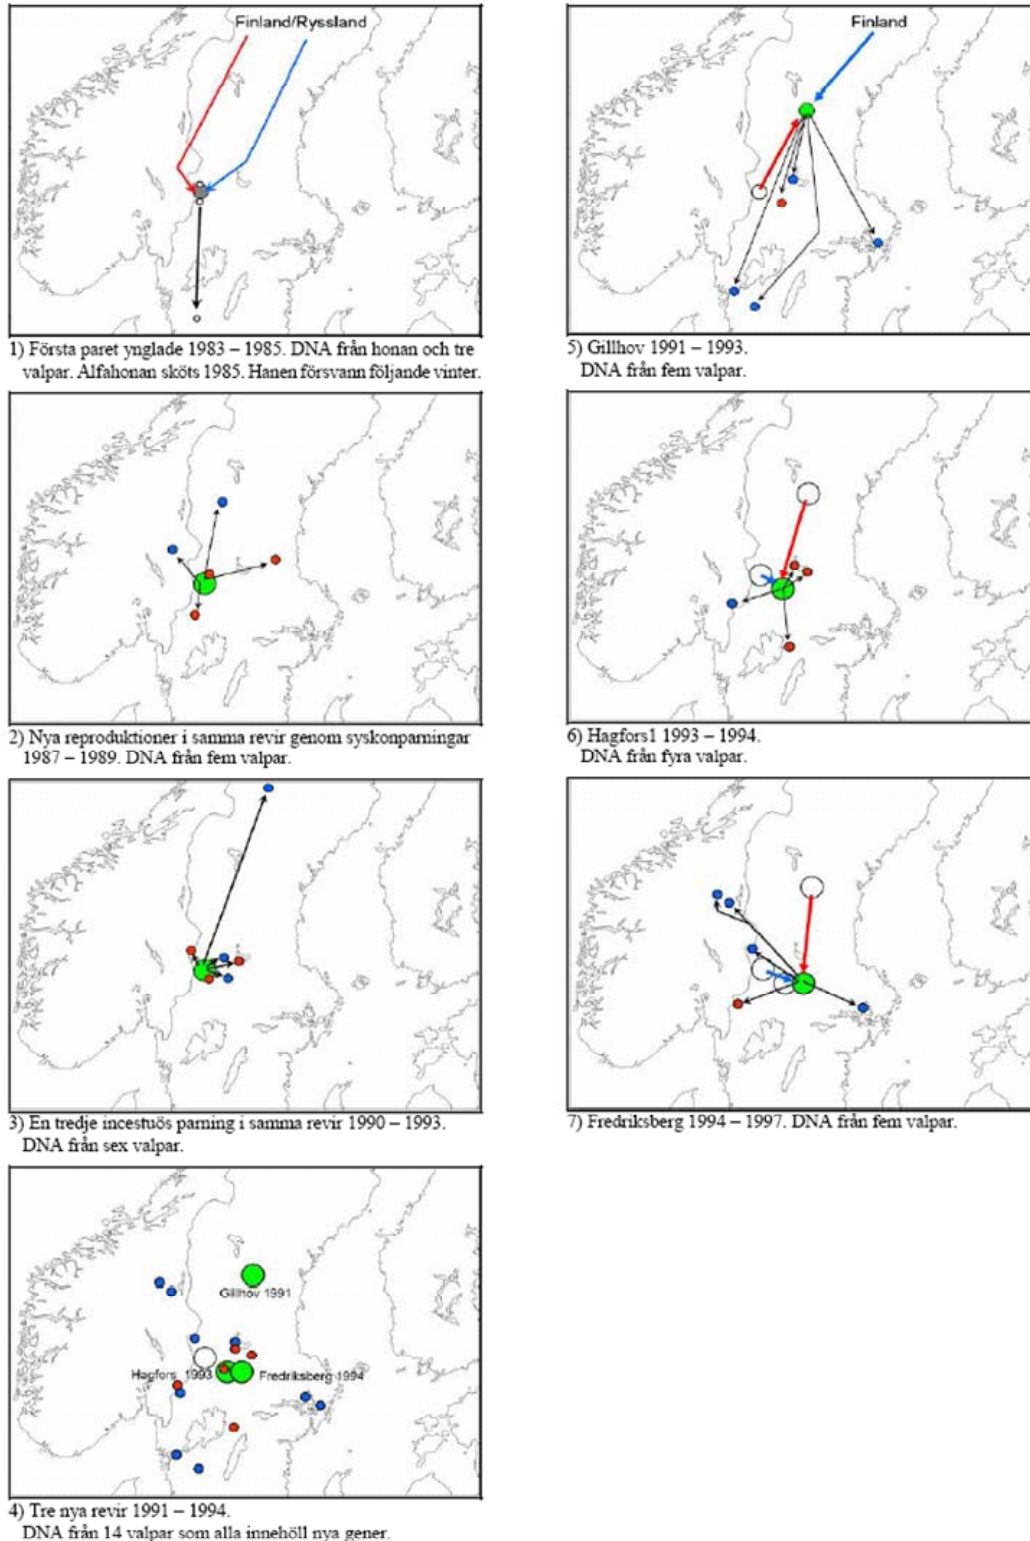 Finland/Ryssland
1) Första paret ynglade 1983 – 1985. DNA från honan och tre
valpar. Alfahonan sköts 1985. Hanen försvann följande vinter.
2) Nya reproduktioner i samma revir genom syskonparningar
1987 – 1989. DNA från fem valpar.
3) En tredje incestuös parning i samma revir 1990 – 1993.
DNA från sex valpar.
Gillhov 1991
Hagfors 1993
Fredriksberg 1994
4) Tre nya revir 1991 – 1994.
DNA från 14 valpar som alla innehöll nya gener.
Finland
5) Gillhov 1991 – 1993.
DNA från fem valpar.
6) Hagfors1 1993 – 1994.
DNA från fyra valpar.
7) Fredriksberg 1994 – 1997. DNA från fem valpar.